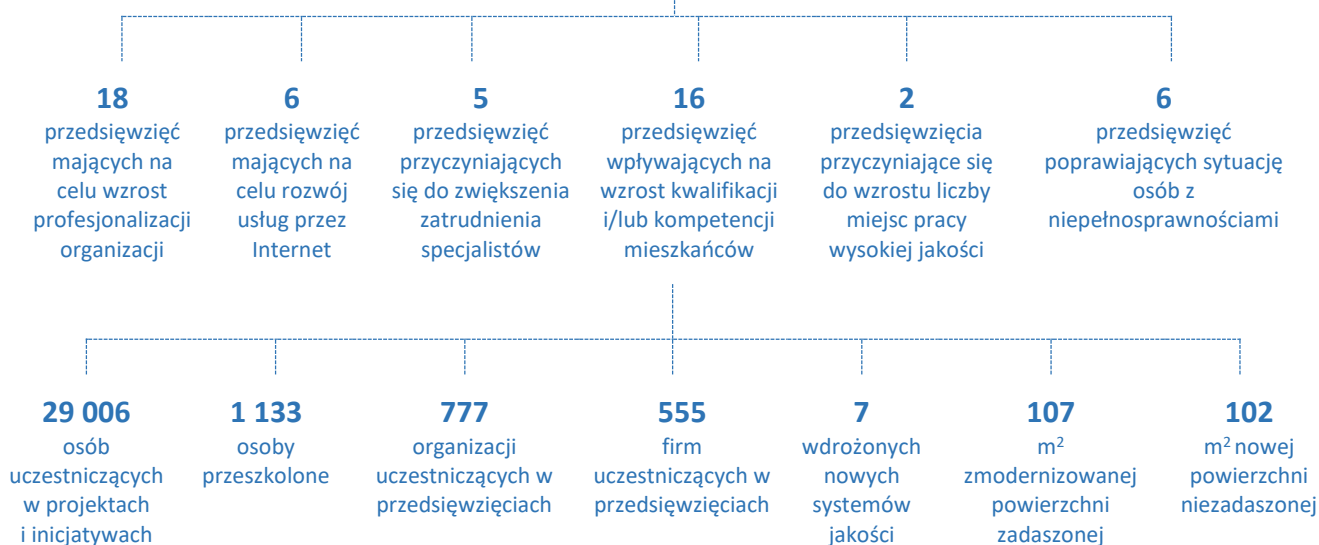 18
przedsięwzięć
mających na
celu wzrost
profesjonalizacji
organizacji
6
przedsięwzięć
mających na
celu rozwój
usług przez
Internet
5
przedsięwzięć
przyczyniających
się do zwiększenia
zatrudnienia
specjalistów
16
przedsięwzięć
wpływających na
wzrost kwalifikacji
i/lub kompetencji
mieszkańców
2
przedsięwzięcia
przyczyniające się
do wzrostu liczby
miejsc pracy
wysokiej jakości
6
przedsięwzięć
poprawiających sytuację
osób z
niepełnosprawnościami
29 006
osób
uczestniczących
w projektach
i inicjatywach
1 133
osoby
przeszkolone
777
organizacji
uczestniczących w
przedsięwzięciach
555
firm
uczestniczących w
przedsięwzięciach
7
wdrożonych
nowych
systemów
jakości
107
m²
zmodernizowanej
powierzchni
zadaszonej
102
m² nowej
powierzchni
niezadaszonej